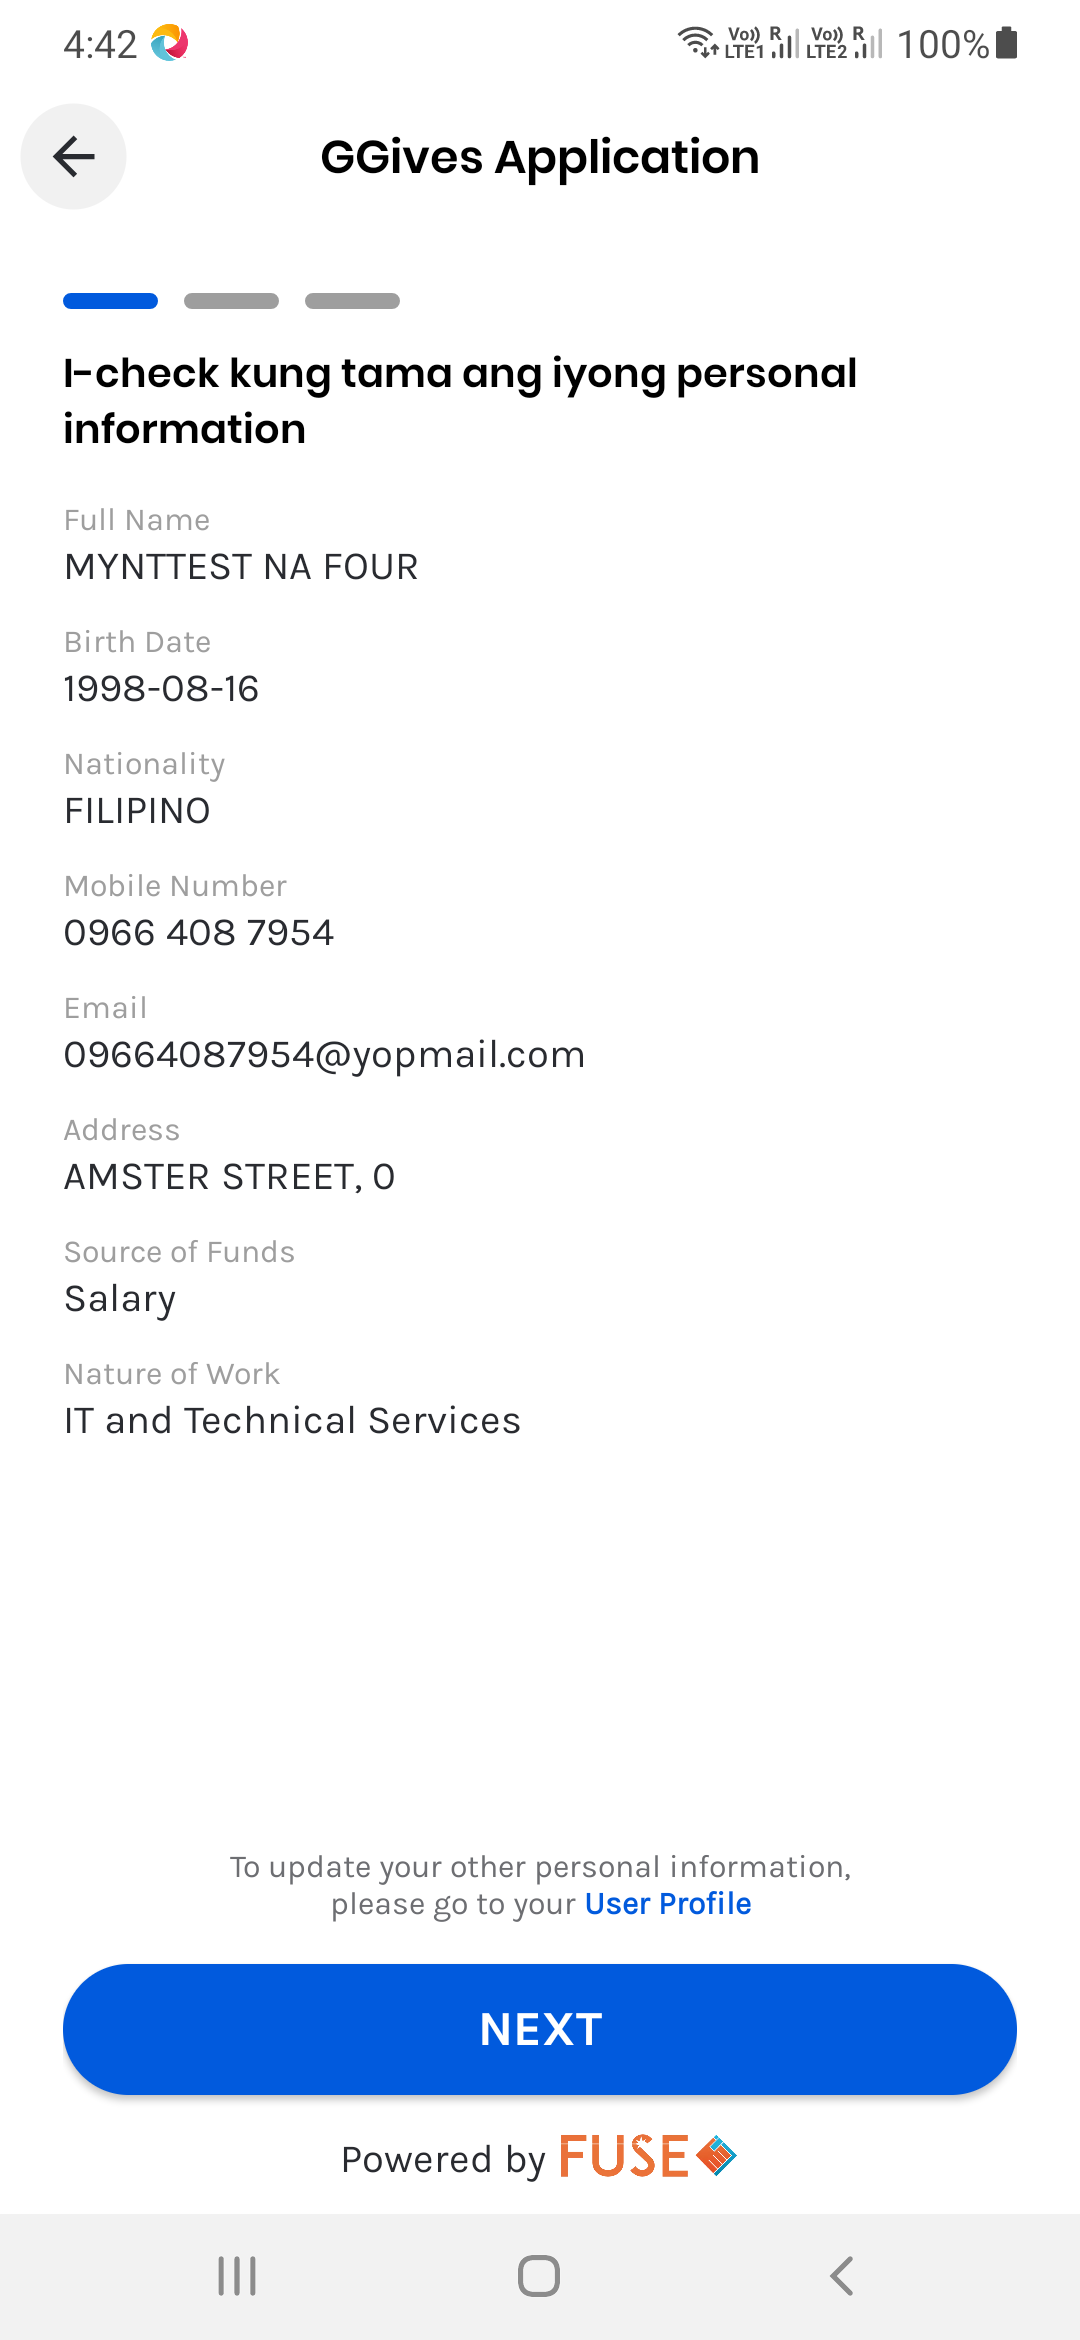 4:42
Vo)) R Vo)) R
LTE1 LTE2 100%
GGives Application
I-check kung tama ang iyong personal
information
Full Name
MYNTTEST NA FOUR
Birth Date
1998-08-16
Nationality
FILIPINO
Mobile Number
0966 408 7954
Email
09664087954@yopmail.com
Address
AMSTER STREET, 0
Source of Funds
Salary
Nature of Work
IT and Technical Services
To update your other personal information,
please go to your User Profile
NEXT
Powered by FUSE